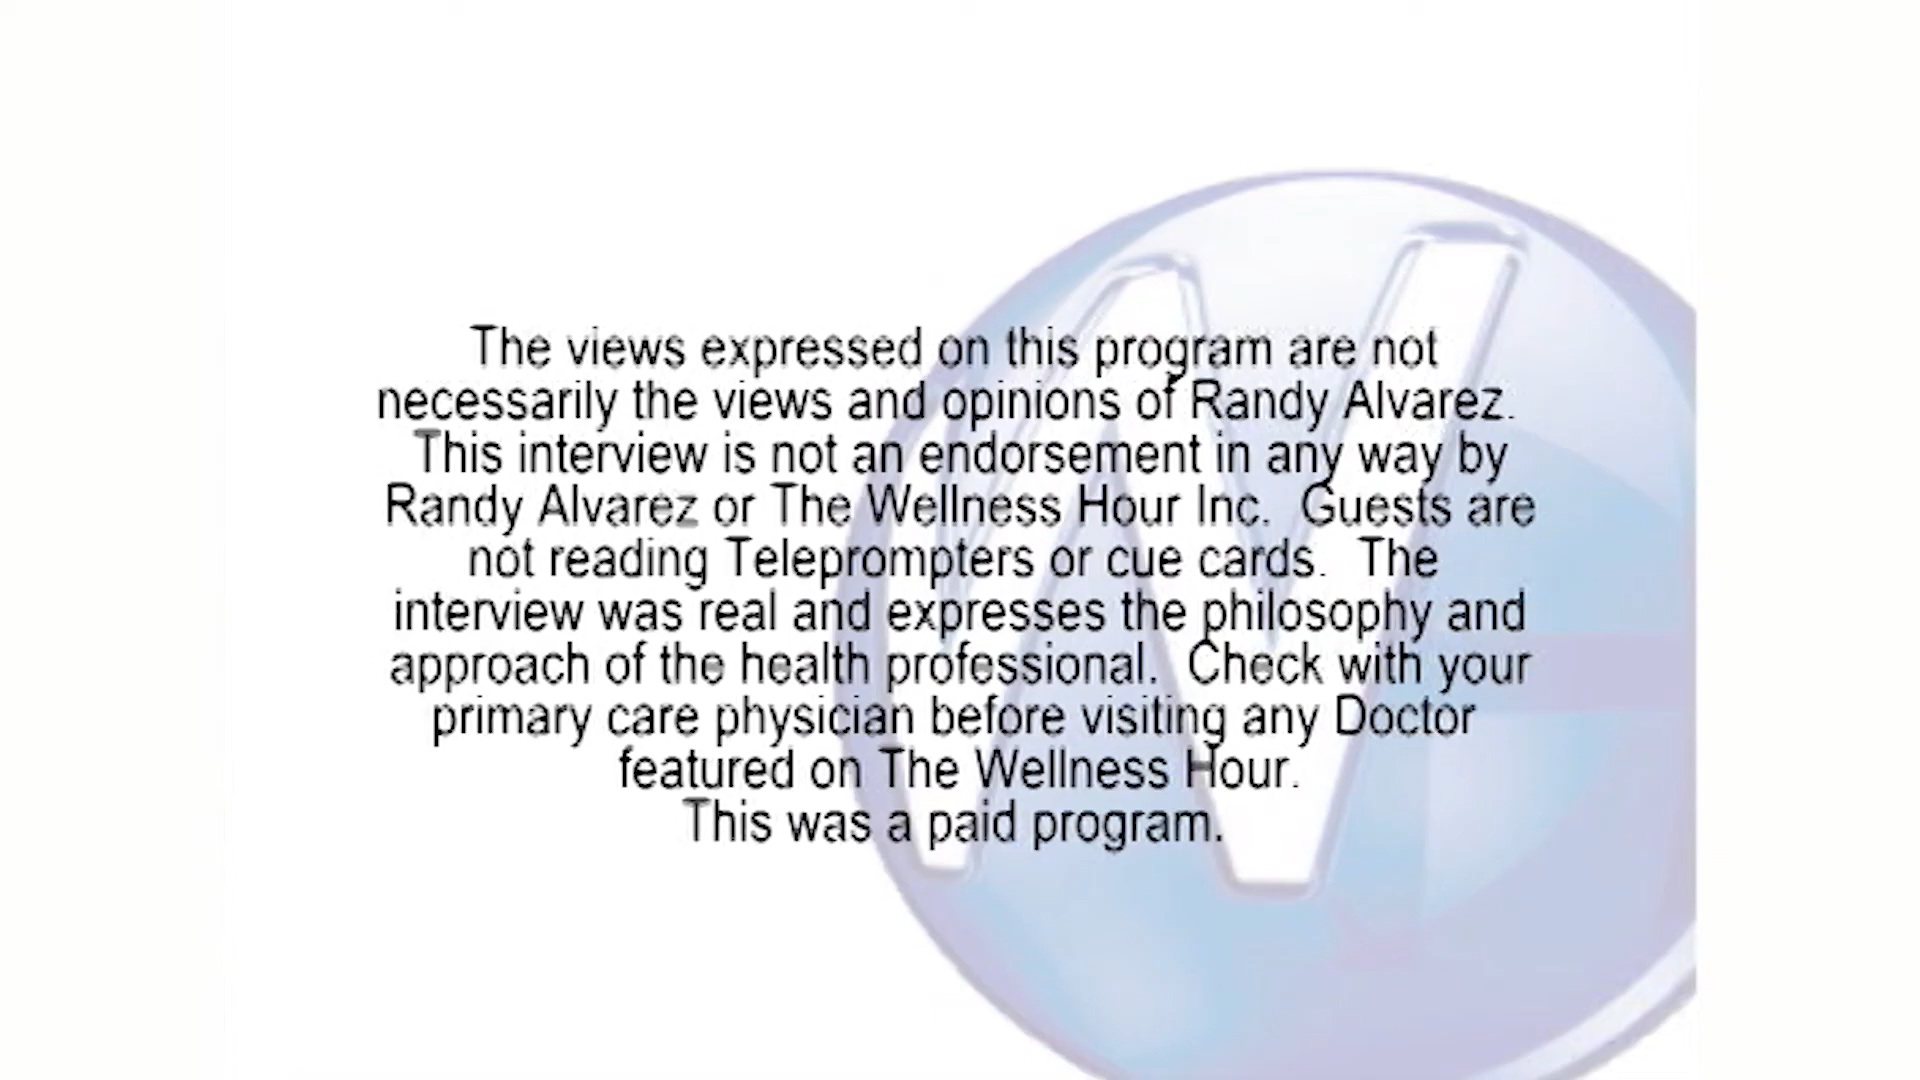 The views expressed on this program are not
necessarily the views and opinions of Randy Alvarez.
This interview is not an endorsement in any way by
Randy Alvarez or The Wellness Hour Inc.  Guests are
not reading Teleprompters or cue cards.  The
interview was real and expresses the philosophy and
approach of the health professional.  Check with your
primary care physician before visiting any Doctor
featured on The Wellness Hour.
This was a paid program.